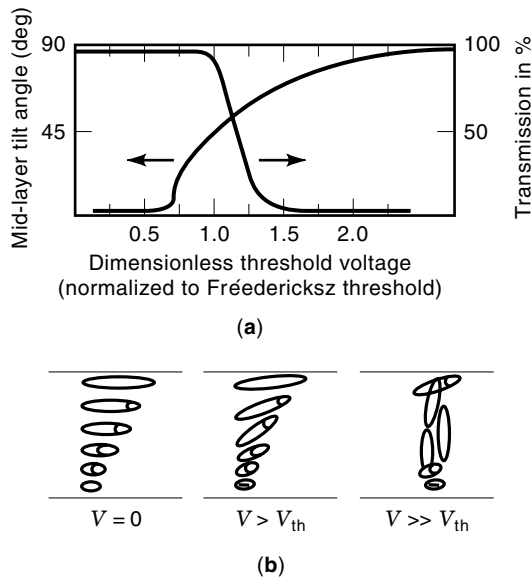 Mid-layer tilt angle (deg)
90
45
100
50
Transmission in %
0.5 1.0 1.5 2.0
Dimensionless threshold voltage
(normalized to Fréedericksz threshold)
(a)
V = 0 V > Vth V >> Vth
(b)